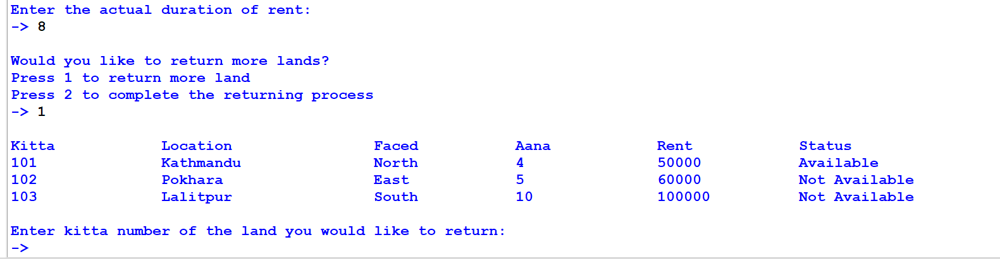 Enter the actual duration of rent:
-> 8
Would you like to return more lands?
Press 1 to return more land
Press 2 to complete the returning process
-> 1
Kitta Location Faced Aana Rent Status
101 Kathmandu North 4 50000 Available
102 Pokhara East 5 60000 Not Available
103 Lalitpur South 10 100000 Not Available
Enter kitta number of the land you would like to return:
->